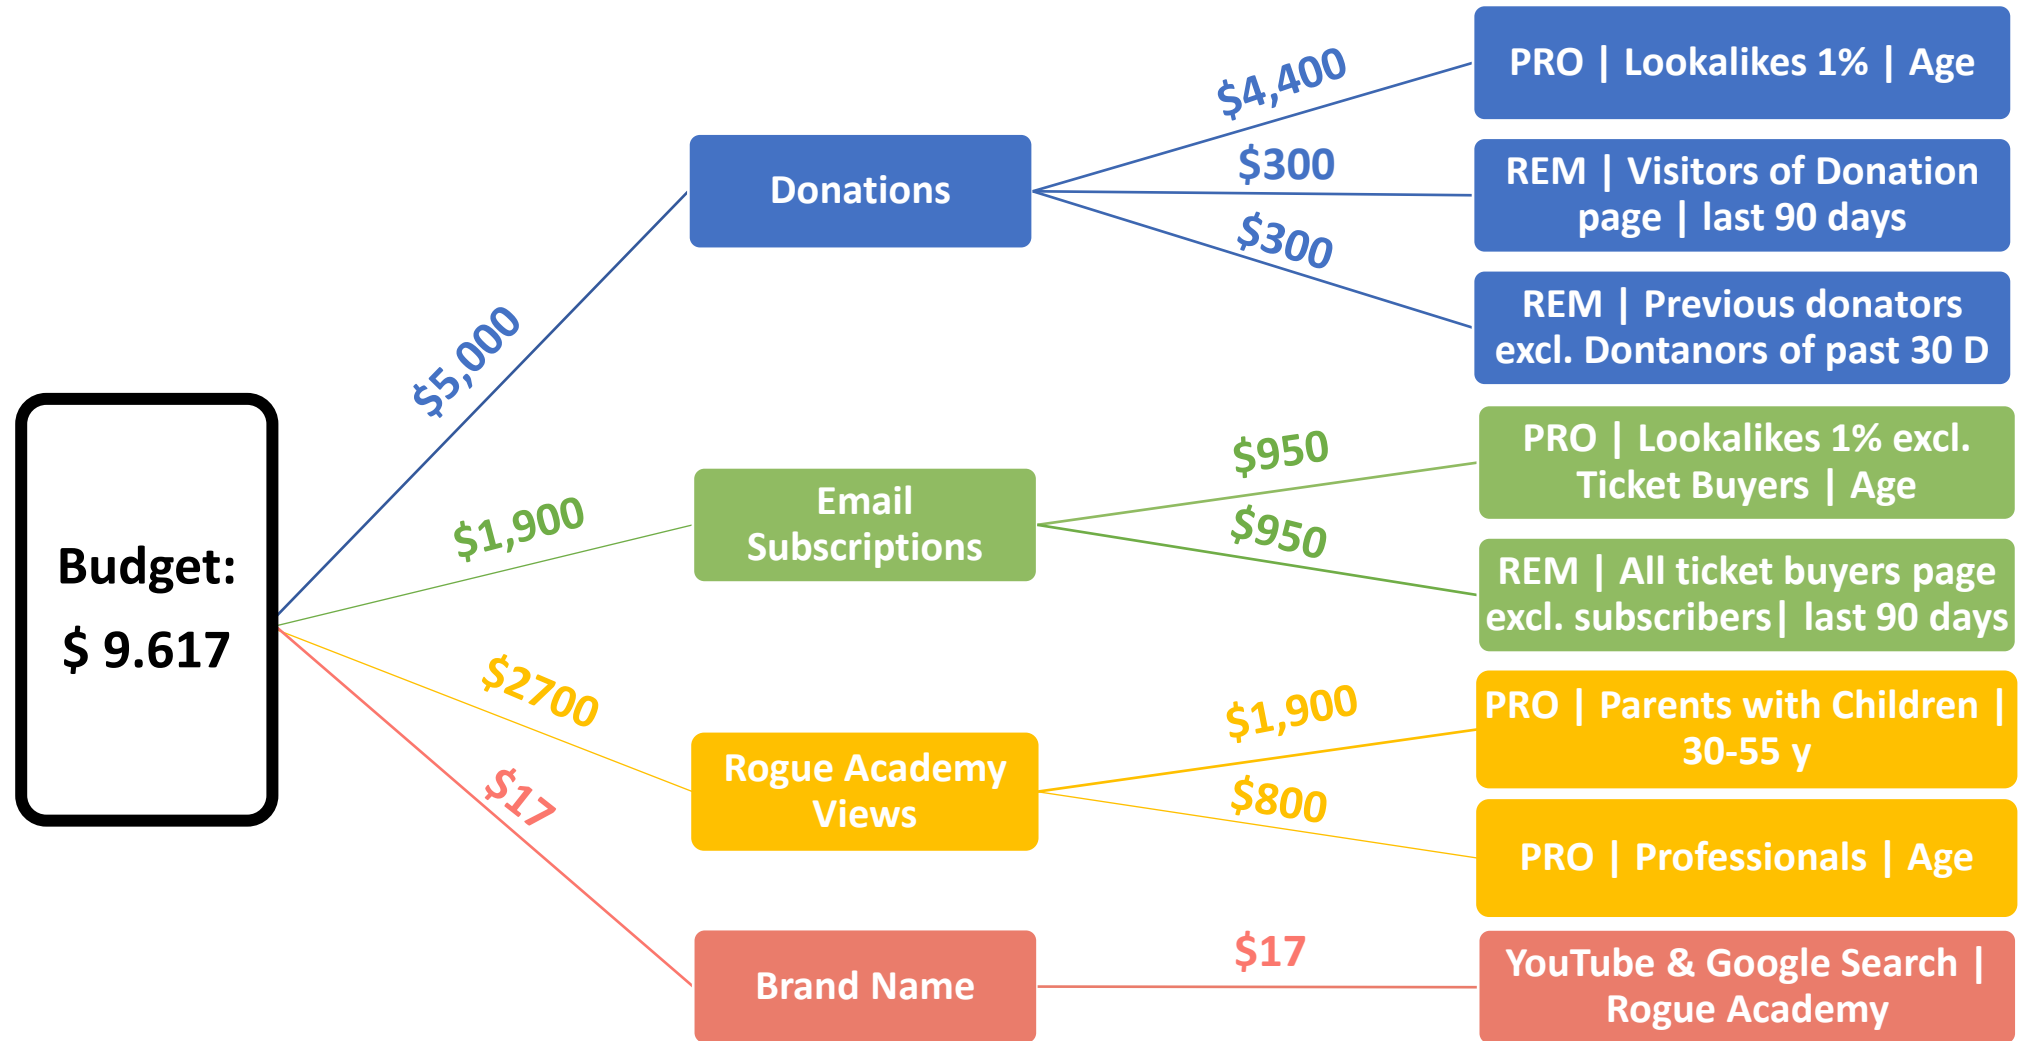 Budget:
$ 9.617
$5,000
$1,900
$2700
$17
Donations
$4,400
$300
$300
PRO | Lookalikes 1% | Age
REM | Visitors of Donation
page | last 90 days
REM | Previous donators
excl. Dontanors of past 30 D
Email
Subscriptions
$950
$950
PRO | Lookalikes 1% excl.
Ticket Buyers | Age
REM | All ticket buyers page
excl. subscribers| last 90 days
Rogue Academy
Views
$1,900
$800
PRO | Parents with Children |
30-55 y
PRO | Professionals | Age
Brand Name
$17
YouTube & Google Search |
Rogue Academy